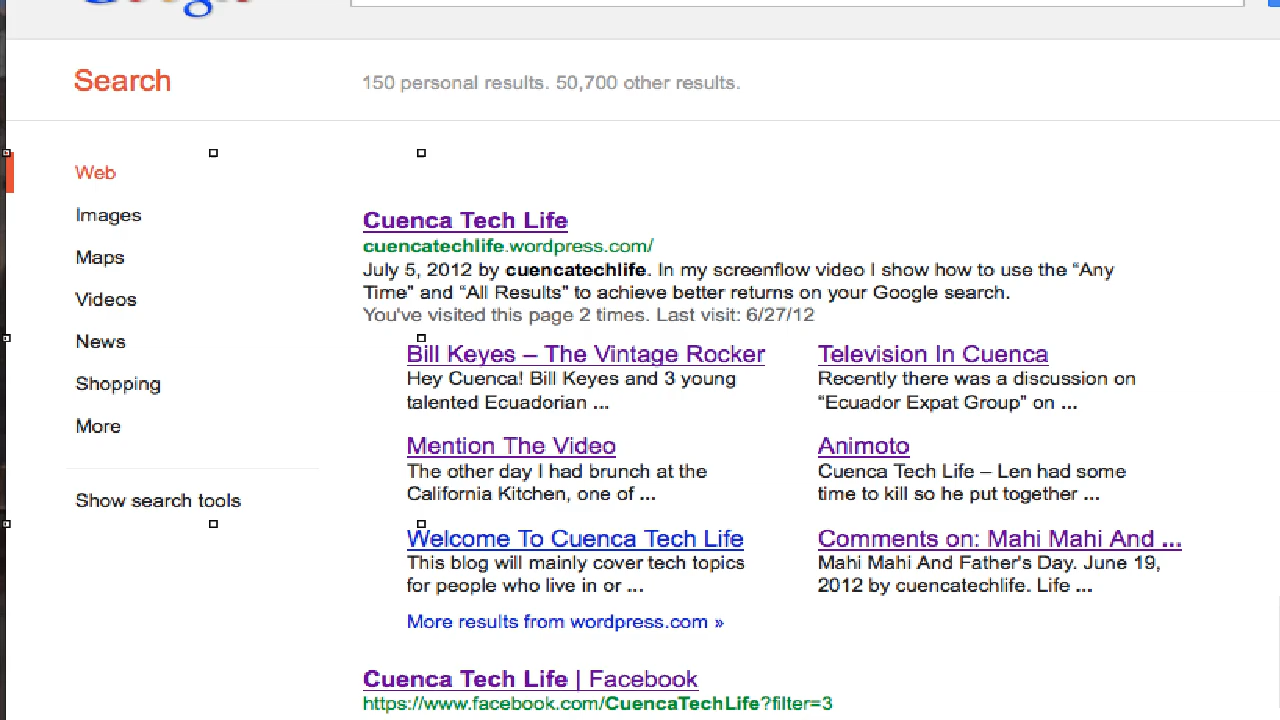 Google
Search
150 personal results. 50,700 other results.
Web
Images
Maps
Videos
News
Shopping
More
Show search tools
Cuenca Tech Life
cuencatechlife.wordpress.com/
July 5, 2012 by cuencatechlife. In my screenflow video I show how to use the “Any
Time” and “All Results” to achieve better returns on your Google search.
You've visited this page 2 times. Last visit: 6/27/12
Bill Keyes – The Vintage Rocker
Hey Cuenca! Bill Keyes and 3 young
talented Ecuadorian ...
Television In Cuenca
Recently there was a discussion on
“Ecuador Expat Group” on ...
Mention The Video
The other day I had brunch at the
California Kitchen, one of ...
Animoto
Cuenca Tech Life – Len had some
time to kill so he put together ...
Welcome To Cuenca Tech Life
This blog will mainly cover tech topics
for people who live in or ...
Comments on: Mahi Mahi And ...
Mahi Mahi And Father's Day. June 19,
2012 by cuencatechlife. Life ...
More results from wordpress.com »
Cuenca Tech Life | Facebook
https://www.facebook.com/CuencaTechLife?filter=3